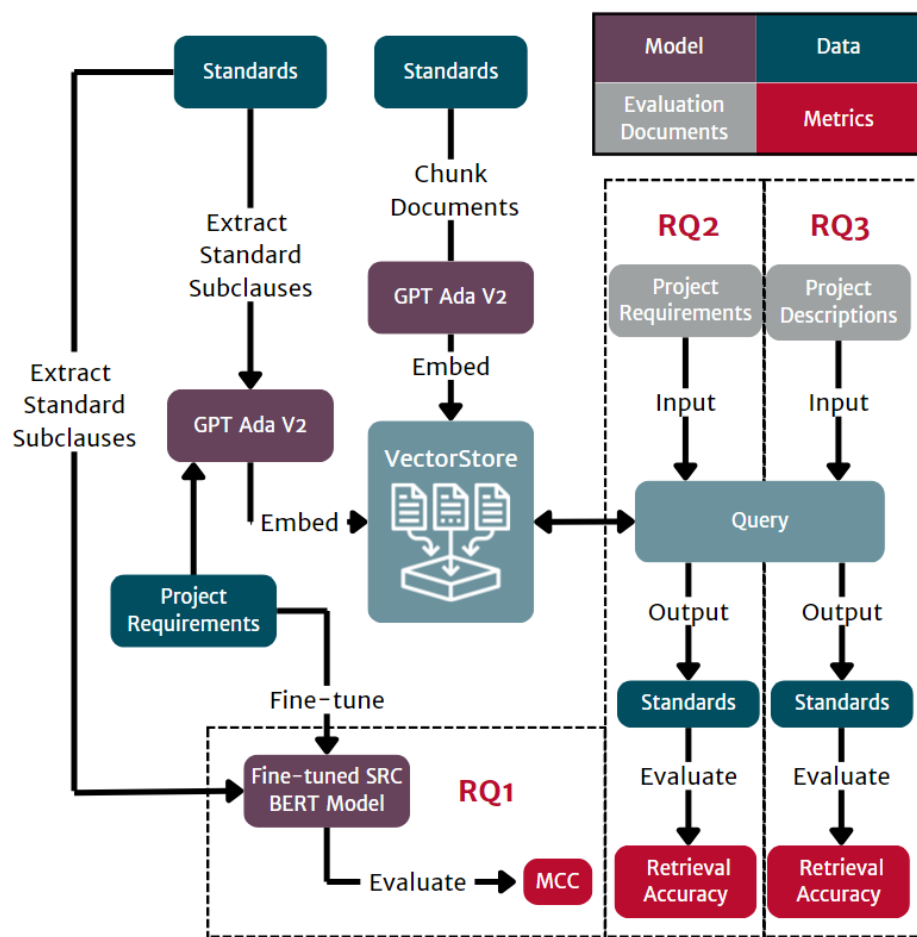 Standards
Standards
Model
Data
Evaluation
Documents
Metrics
Chunk
Documents
Extract
Standard
Subclauses
RQ2
RQ3
GPT Ada V2
Project
Requirements
Project
Descriptions
Extract
Standard
Subclauses
Embed
Input
Input
GPT Ada V2
VectorStore
Embed
Query
Project
Requirements
Output
Output
Fine-tune
Standards
Standards
Fine-tuned SRC
BERT Model
RQ1
Evaluate
Evaluate
Evaluate
MCC
Retrieval
Accuracy
Retrieval
Accuracy